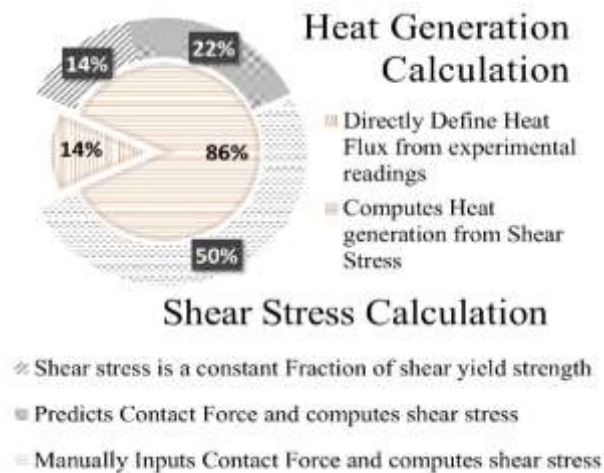 Heat Generation
Calculation
22%
14%
14%
86%
50%
Directly Define Heat
Flux from experimental
readings
Computes Heat
generation from Shear
Stress
Shear Stress Calculation
Shear stress is a constant Fraction of shear yield strength
Predicts Contact Force and computes shear stress
Manually Inputs Contact Force and computes shear stress